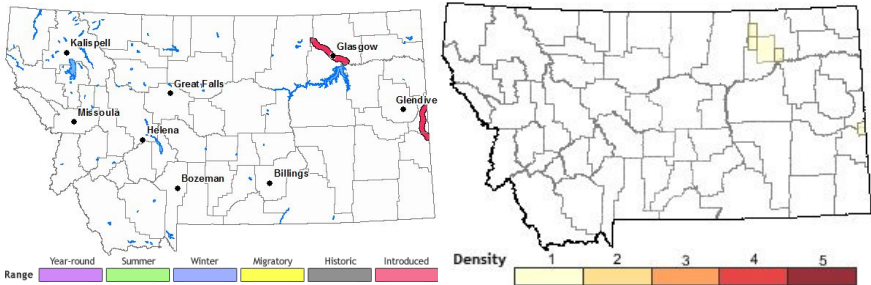 Kalispell
Glasgow
Great Falls
Glendive
Missoula
Helena
Bozeman
Billings
Range Year-round Summer Winter Migratory Historic Introduced
Density 1 2 3 4 5